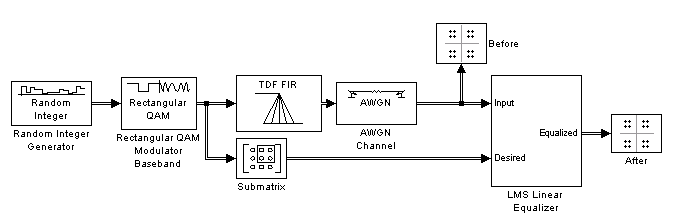 Before
TDF FIR
Random
Integer
Rectangular
QAM
AWGN
Input
Equalized
Desired
Random Integer
Generator
Rectangular QAM
Modulator
Baseband
AWGN
Channel
Submatrix
After
LMS Linear
Equalizer